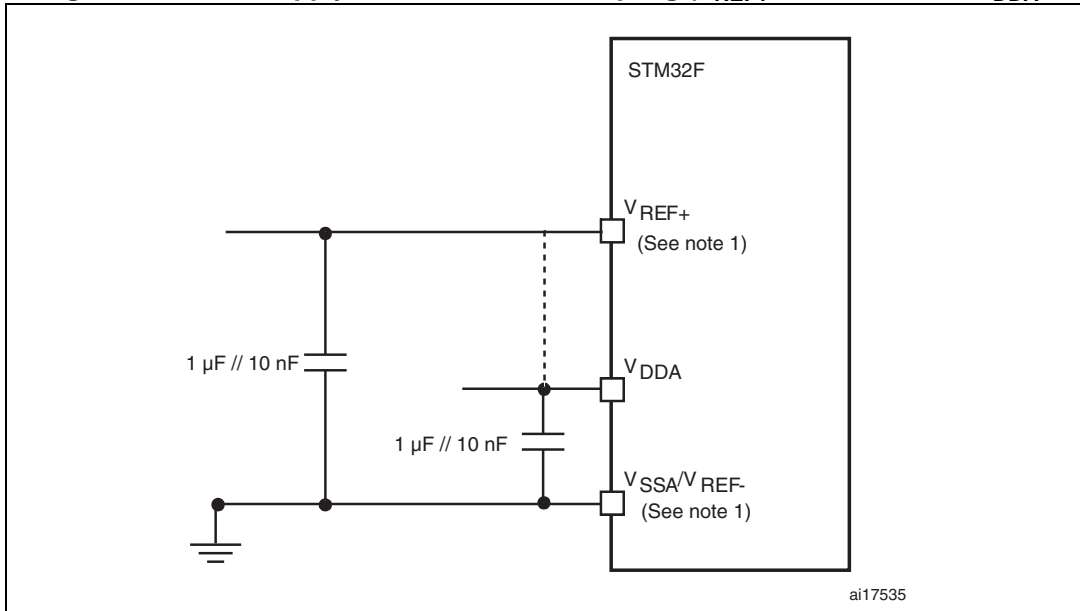 STM32F
VREF+
(See note 1)
1 µF // 10 nF
VDDA
1 µF // 10 nF
VSSA/VREF-
(See note 1)
ai17535